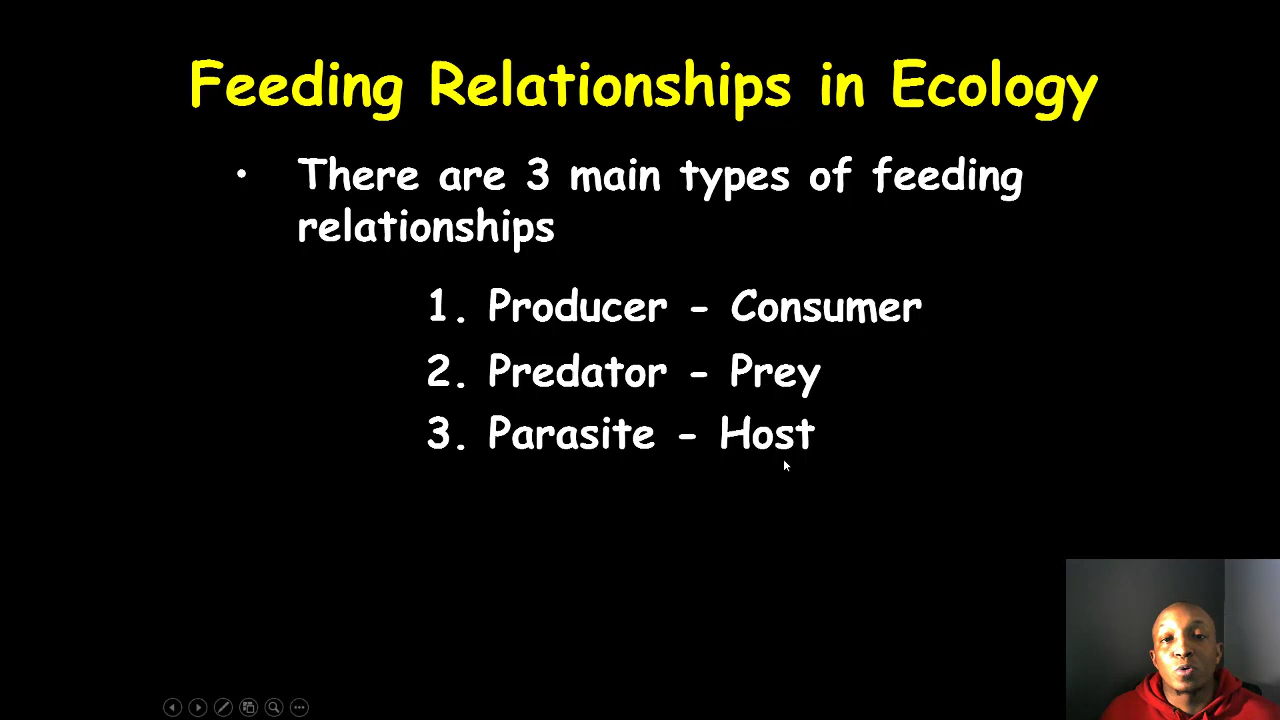 Feeding Relationships in Ecology
• There are 3 main types of feeding
relationships
1. Producer - Consumer
2. Predator - Prey
3. Parasite - Host